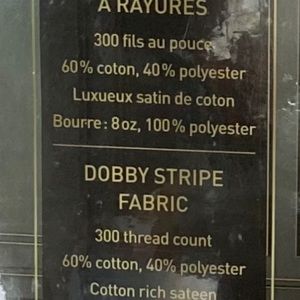 À RAYURES
300 fils au pouce
60% coton, 40% polyester
Luxueux satin de coton
Bourre : 8 oz, 100% polyester
DOBBY STRIPE
FABRIC
300 thread count
60% cotton, 40% polyester
Cotton rich sateen